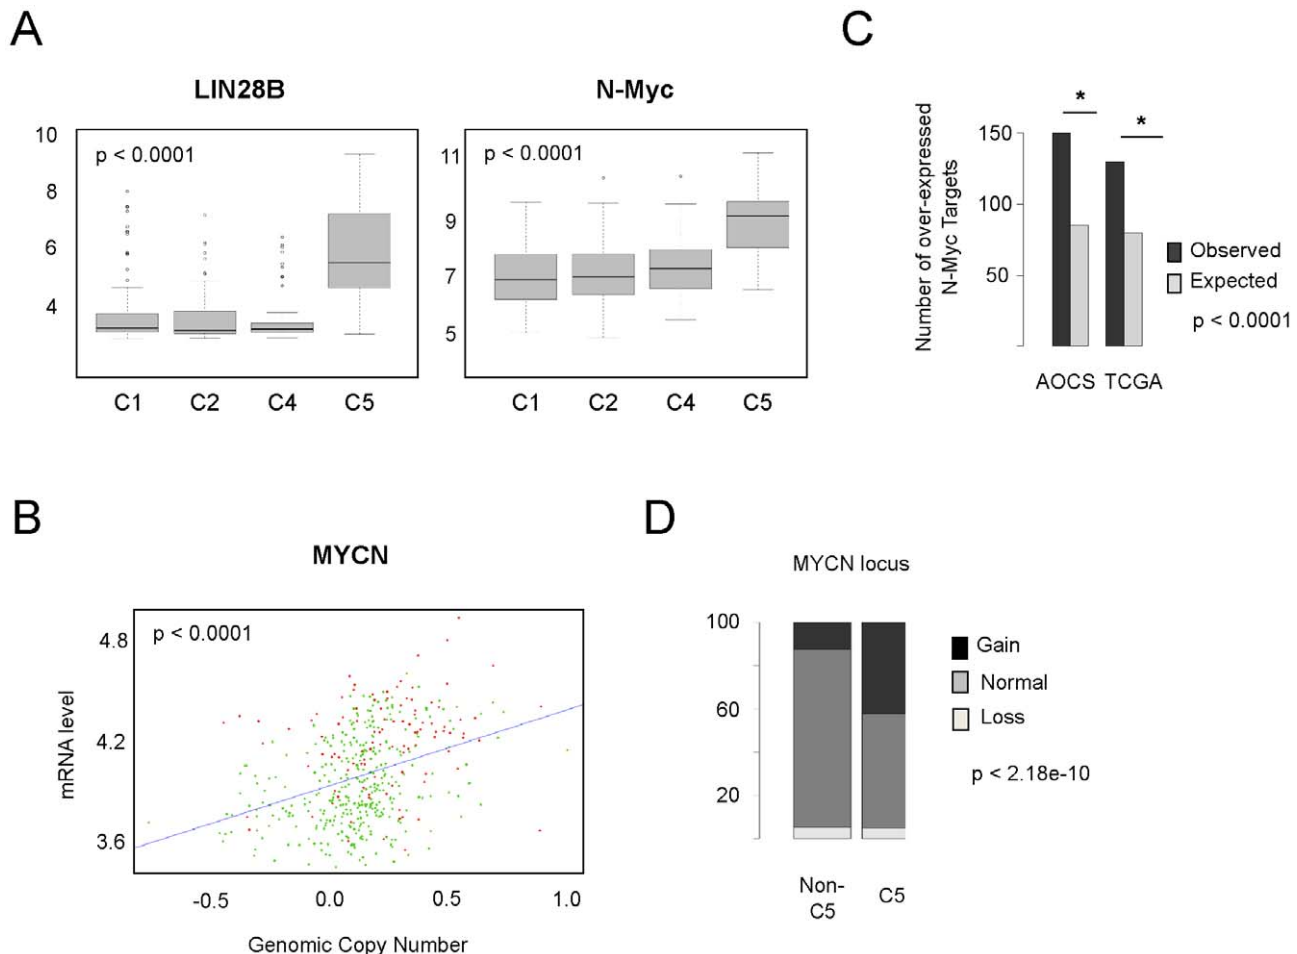 A
LIN28B
p < 0.0001
10
8
6
4
C1 C2 C4 C5
N-Myc
p < 0.0001
11
9
7
5
C1 C2 C4 C5
C
Number of over-expressed
N-Myc Targets
150
100
50
*
*
Observed
Expected
p < 0.0001
AOCS TCGA
B
MYCN
p < 0.0001
mRNA level
4.8
4.2
3.6
-0.5 0.0 0.5 1.0
Genomic Copy Number
D
MYCN locus
100
60
20
Gain
Normal
Loss
p < 2.18e-10
Non-
C5
C5